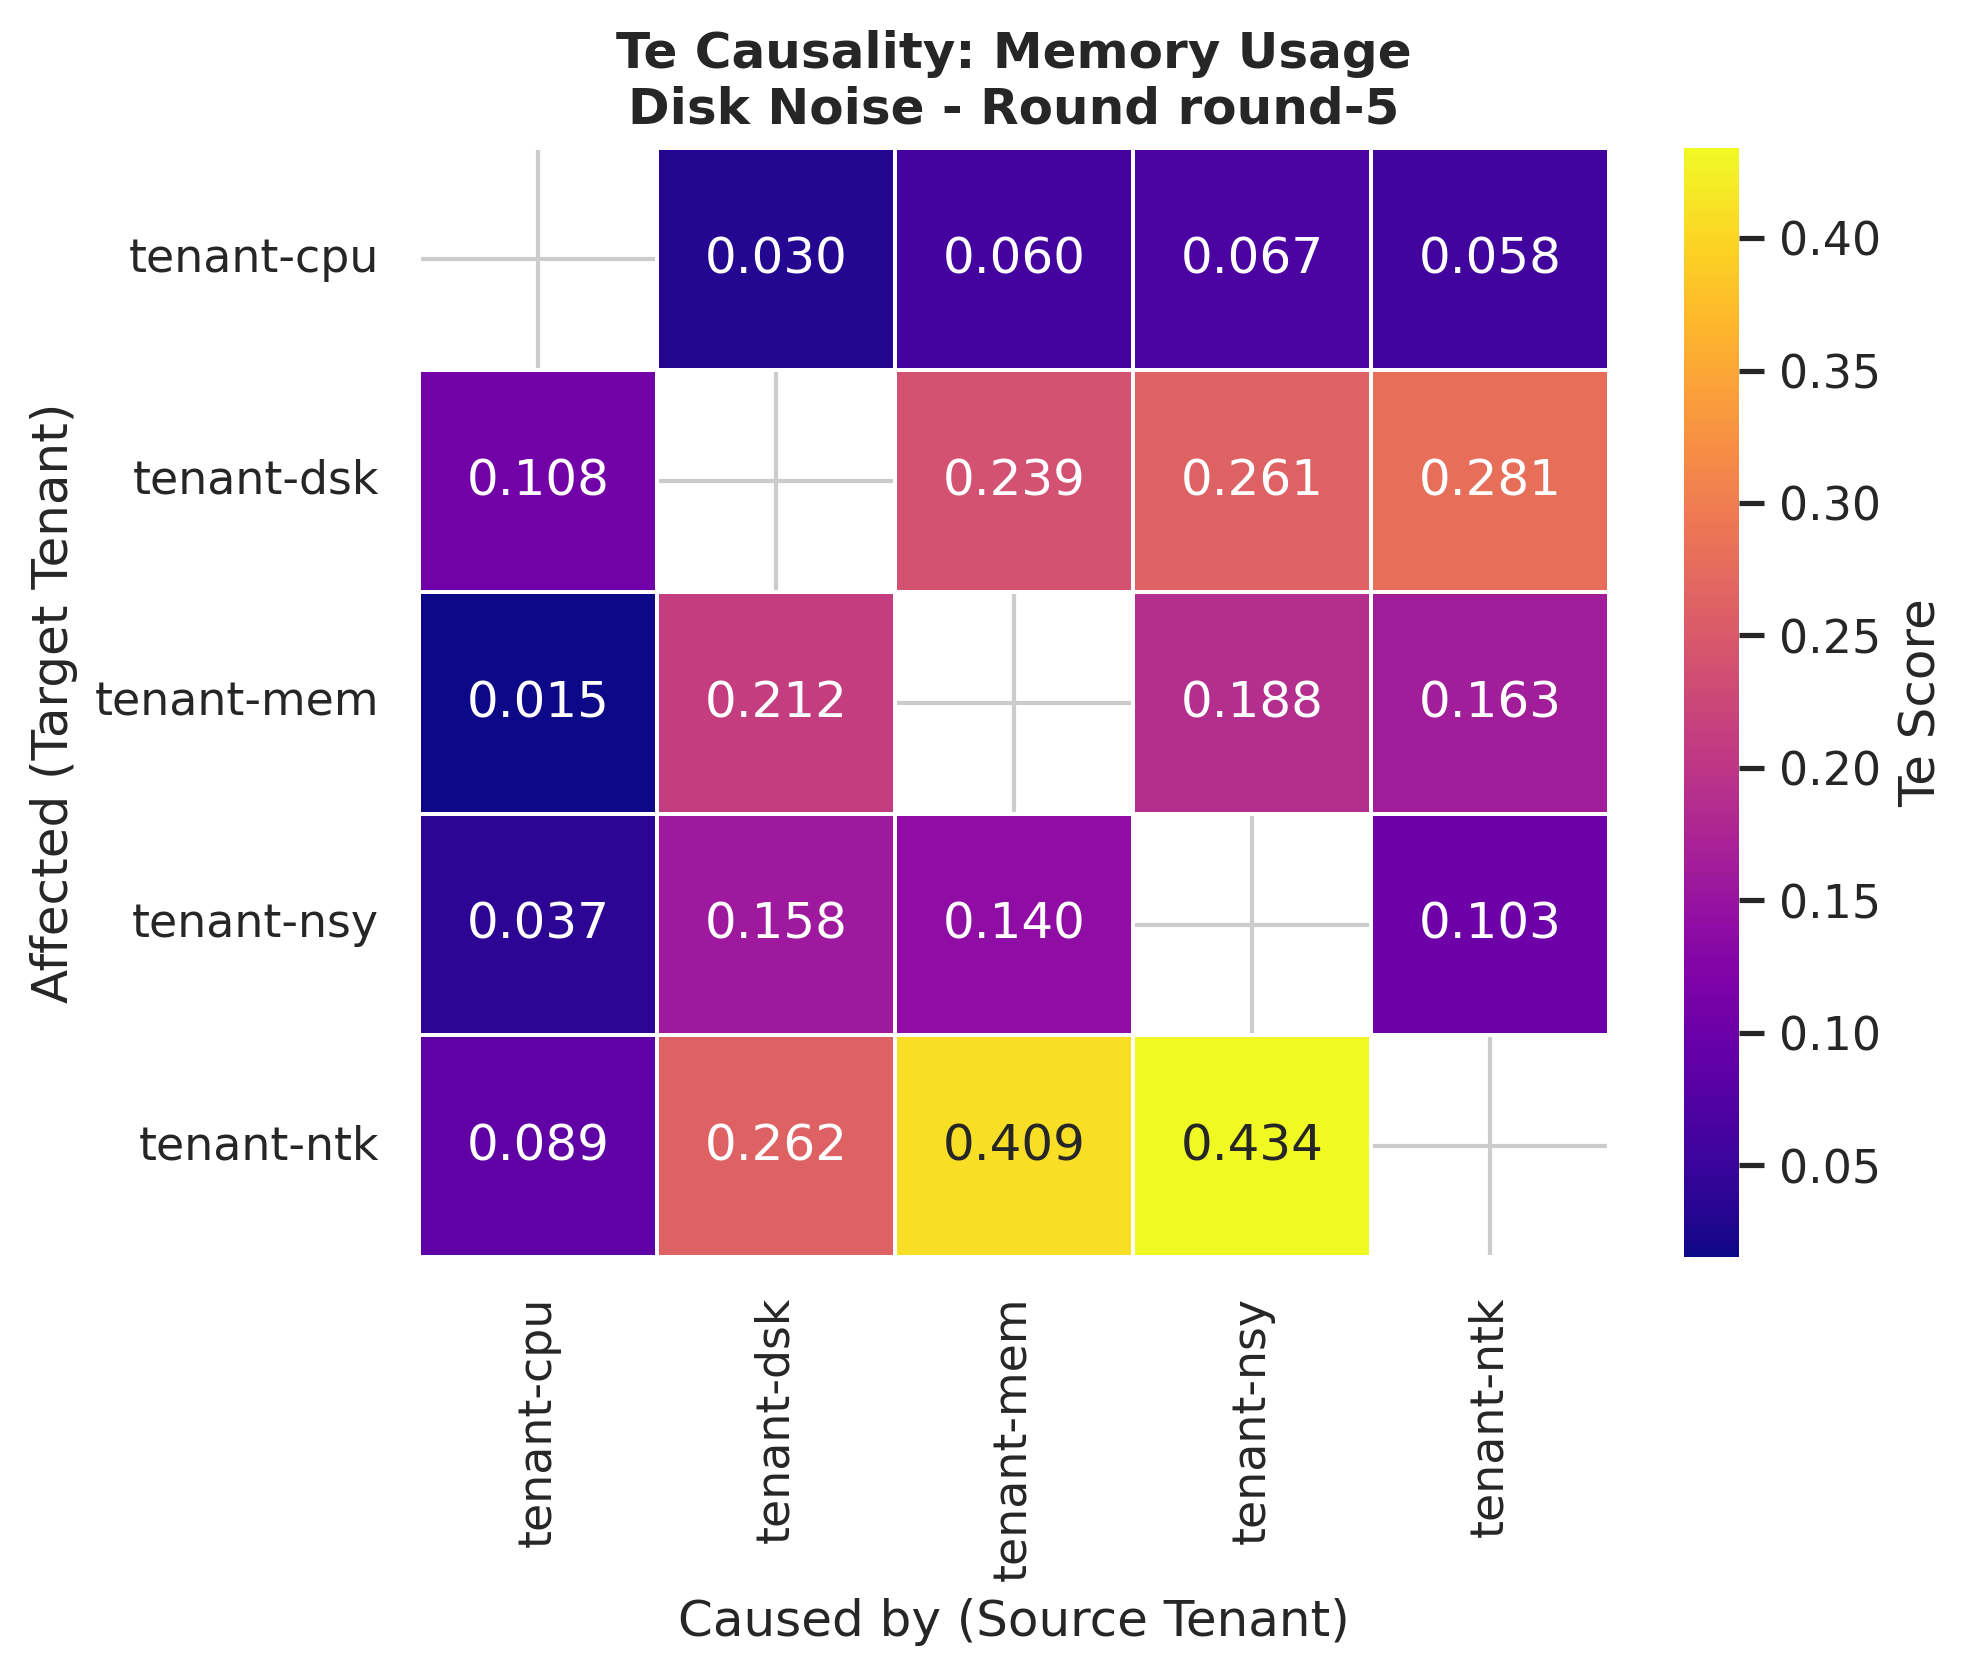 Te Causality: Memory Usage
Disk Noise - Round round-5
tenant-cpu
0.030
0.060
0.067
0.058
tenant-dsk
0.108
0.239
0.261
0.281
tenant-mem
0.015
0.212
0.188
0.163
tenant-nsy
0.037
0.158
0.140
0.103
tenant-ntk
0.089
0.262
0.409
0.434
Affected (Target Tenant)
tenant-cpu
tenant-dsk
tenant-mem
tenant-nsy
tenant-ntk
Caused by (Source Tenant)
0.40
0.35
0.30
0.25
0.20
0.15
0.10
0.05
Te Score